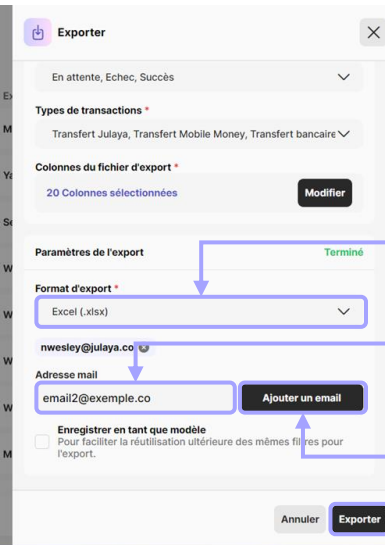 Exporter
En attente, Echec, Succès
Types de transactions *
Transfert Julaya, Transfert Mobile Money, Transfert bancaire
Colonnes du fichier d'export *
20 Colonnes sélectionnées
Modifier
Paramètres de l'export
Terminé
Format d'export *
Excel (.xlsx)
nwesley@julaya.co
Adresse mail
email2@exemple.co
Ajouter un email
Enregistrer en tant que modèle
Pour faciliter la réutilisation ultérieure des mêmes filtres pour
l'export.
Annuler
Exporter